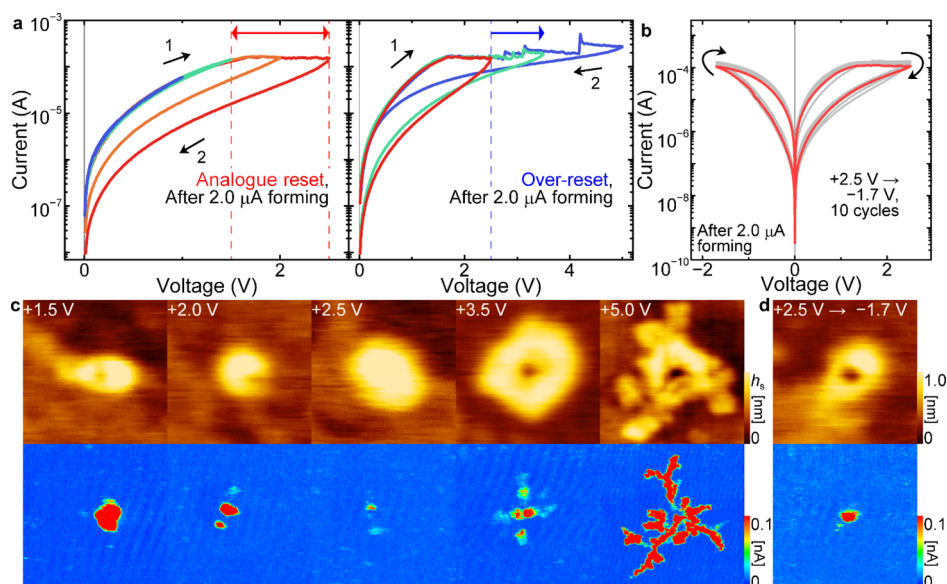 a
b
10⁻³
10⁻⁵
10⁻⁷
Current (A)
1
2
Analogue reset,
After 2.0 μA forming
0
2
Voltage (V)
1
2
Over-reset,
After 2.0 μA forming
0
2
4
Voltage (V)
10⁻²
10⁻⁴
10⁻⁶
10⁻⁸
10⁻¹⁰
Current (A)
+2.5 V →
−1.7 V,
10 cycles
After 2.0 μA
forming
−2
0
2
Voltage (V)
c
+1.5 V
+2.0 V
+2.5 V
+3.5 V
+5.0 V
hs
[nm]
0
0.1
[nA]
0
d
+2.5 V → −1.7 V
1.0
[nm]
0
0.1
[nA]
0